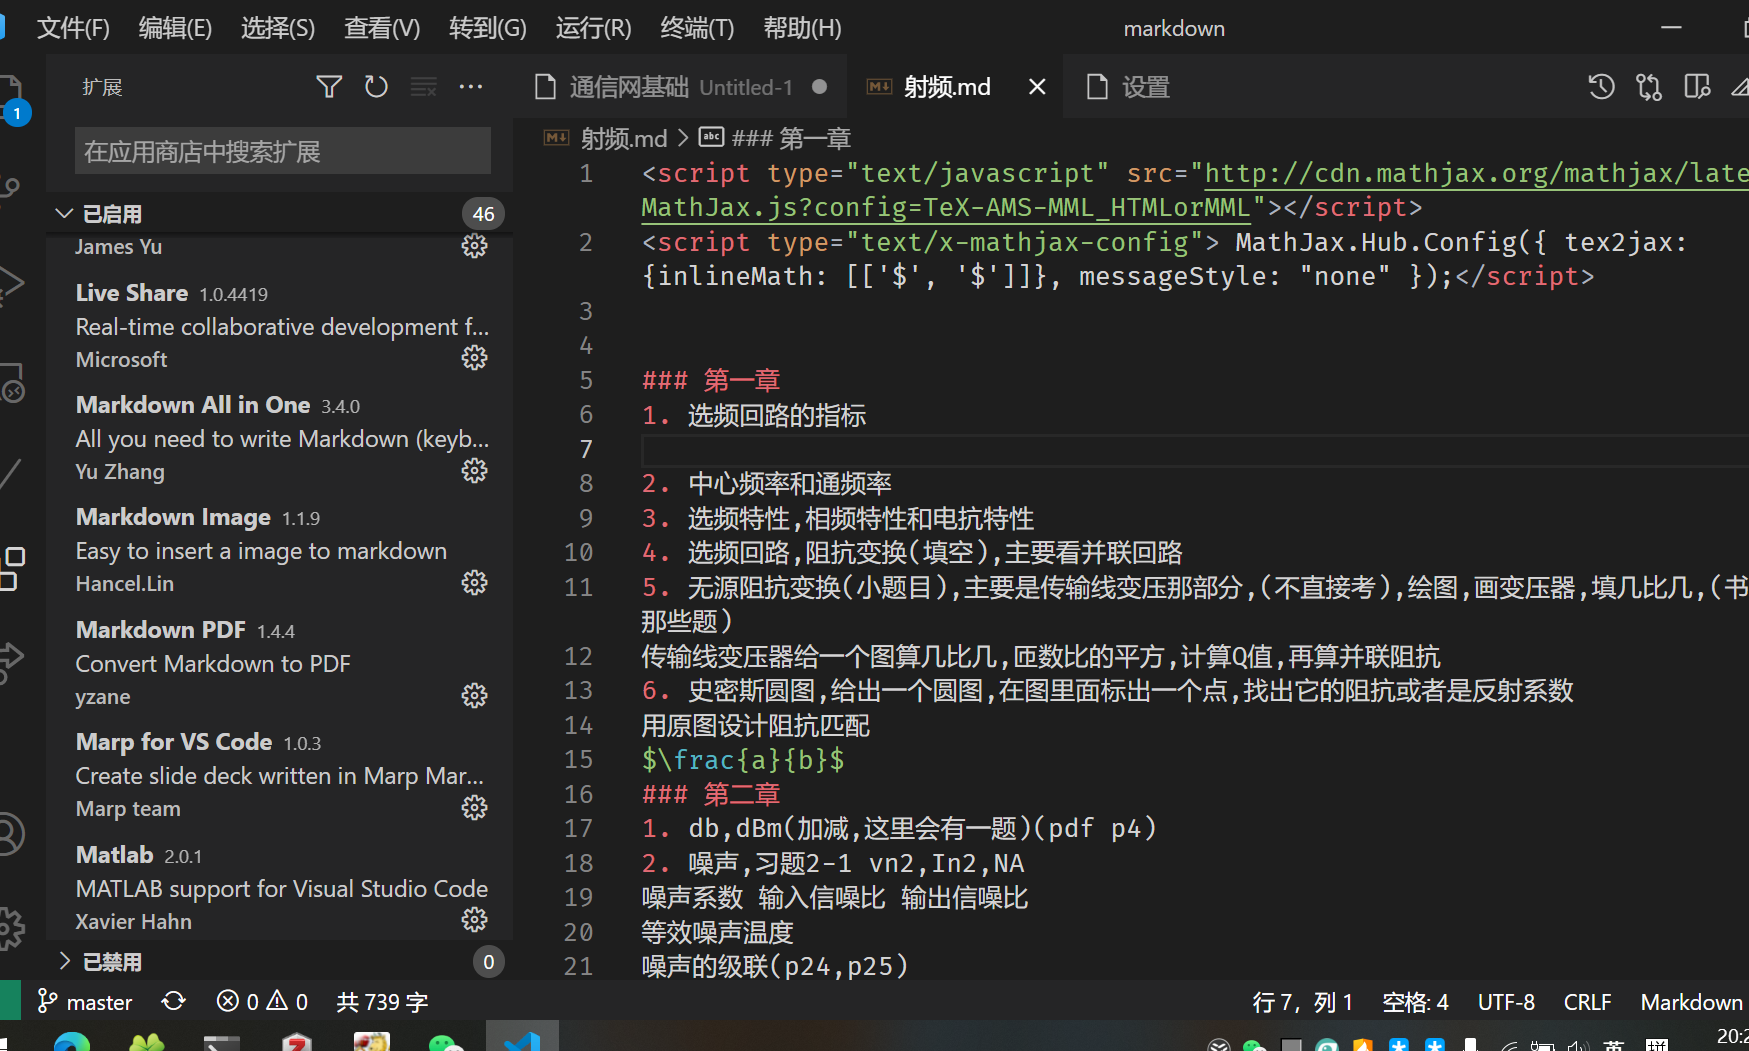 文件(F) 编辑(E) 选择(S) 查看(V) 转到(G) 运行(R) 终端(T) 帮助(H) markdown
扩展
1
在应用商店中搜索扩展
已启用 46
James Yu
Live Share 1.0.4419
Real-time collaborative development f...
Microsoft
Markdown All in One 3.4.0
All you need to write Markdown (keyb...
Yu Zhang
Markdown Image 1.1.9
Easy to insert a image to markdown
Hancel.Lin
Markdown PDF 1.4.4
Convert Markdown to PDF
yzane
Marp for VS Code 1.0.3
Create slide deck written in Marp Mar...
Marp team
Matlab 2.0.1
MATLAB support for Visual Studio Code
Xavier Hahn
已禁用 0
通信网基础 Untitled-1 射频.md 设置
射频.md > ### 第一章
1 <script type="text/javascript" src="http://cdn.mathjax.org/mathjax/late
MathJax.js?config=TeX-AMS-MML_HTMLorMML"></script>
2 <script type="text/x-mathjax-config"> MathJax.Hub.Config({ tex2jax:
{inlineMath: [['$', '$']]}, messageStyle: "none" });</script>
3
4
5 ### 第一章
6 1. 选频回路的指标
7
8 2. 中心频率和通频率
9 3. 选频特性,相频特性和电抗特性
10 4. 选频回路,阻抗变换(填空),主要看并联回路
11 5. 无源阻抗变换(小题目),主要是传输线变压那部分,(不直接考),绘图,画变压器,填几比几,(书
那些题)
12 传输线变压器给一个图算几比几,匝数比的平方,计算Q值,再算并联阻抗
13 6. 史密斯圆图,给出一个圆图,在图里面标出一个点,找出它的阻抗或者是反射系数
14 用原图设计阻抗匹配
15 $\frac{a}{b}$
16 ### 第二章
17 1. db,dBm(加减,这里会有一题)(pdf p4)
18 2. 噪声,习题2-1 vn2,In2,NA
19 噪声系数 输入信噪比 输出信噪比
20 等效噪声温度
21 噪声的级联(p24,p25)
master 0 0 共 739 字 行 7，列 1 空格: 4 UTF-8 CRLF Markdown
英 拼 20:2